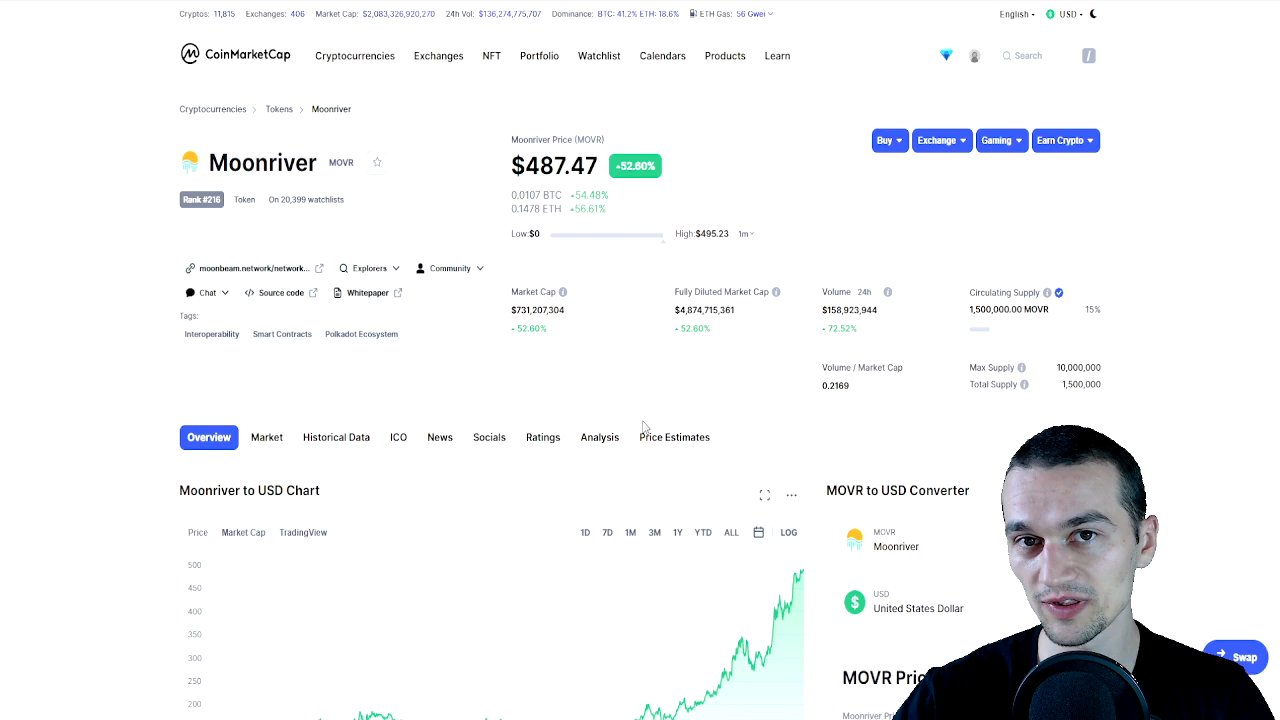 Cryptos: 11,815 Exchanges: 406 Market Cap: $2,083,326,920,270 24h Vol: $136,274,775,707 Dominance: BTC: 41.2% ETH: 18.6% ETH Gas: 56 Gwei English USD
CoinMarketCap Cryptocurrencies Exchanges NFT Portfolio Watchlist Calendars Products Learn Search /
Cryptocurrencies > Tokens > Moonriver
Moonriver Price (MOVR)
Buy Exchange Gaming Earn Crypto
Moonriver MOVR
$487.47 52.60%
0.0107 BTC 54.48%
0.1478 ETH 56.61%
Rank #216 Token On 20,399 watchlists
Low:$0 High:$495.23 1m
moonbeam.network/network... Explorers Community
Chat Source code Whitepaper
Tags:
Interoperability Smart Contracts Polkadot Ecosystem
Market Cap Fully Diluted Market Cap Volume 24h Circulating Supply
$731,207,304 $4,874,715,361 $158,923,944 1,500,000.00 MOVR 15%
52.60% 52.60% 72.52%
Volume / Market Cap Max Supply 10,000,000
0.2169 Total Supply 1,500,000
Overview Market Historical Data ICO News Socials Ratings Analysis Price Estimates
Moonriver to USD Chart
Price Market Cap TradingView 1D 7D 1M 3M 1Y YTD ALL LOG
500
450
400
350
300
250
200
MOVR to USD Converter
MOVR
Moonriver
USD
United States Dollar
Swap
MOVR
Moonriver